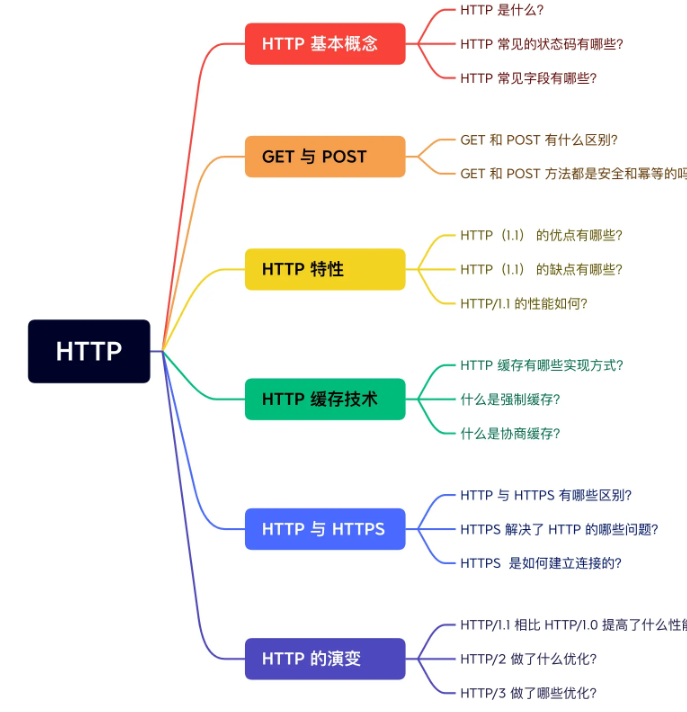 HTTP
HTTP 基本概念
HTTP 是什么?
HTTP 常见的状态码有哪些?
HTTP 常见字段有哪些?
GET 与 POST
GET 和 POST 有什么区别?
GET 和 POST 方法都是安全和幂等的
HTTP 特性
HTTP（1.1） 的优点有哪些?
HTTP（1.1） 的缺点有哪些?
HTTP/1.1 的性能如何?
HTTP 缓存技术
HTTP 缓存有哪些实现方式?
什么是强制缓存?
什么是协商缓存?
HTTP 与 HTTPS
HTTP 与 HTTPS 有哪些区别?
HTTPS 解决了 HTTP 的哪些问题?
HTTPS 是如何建立连接的?
HTTP 的演变
HTTP/1.1 相比 HTTP/1.0 提高了什么性
HTTP/2 做了什么优化?
HTTP/3 做了哪些优化?